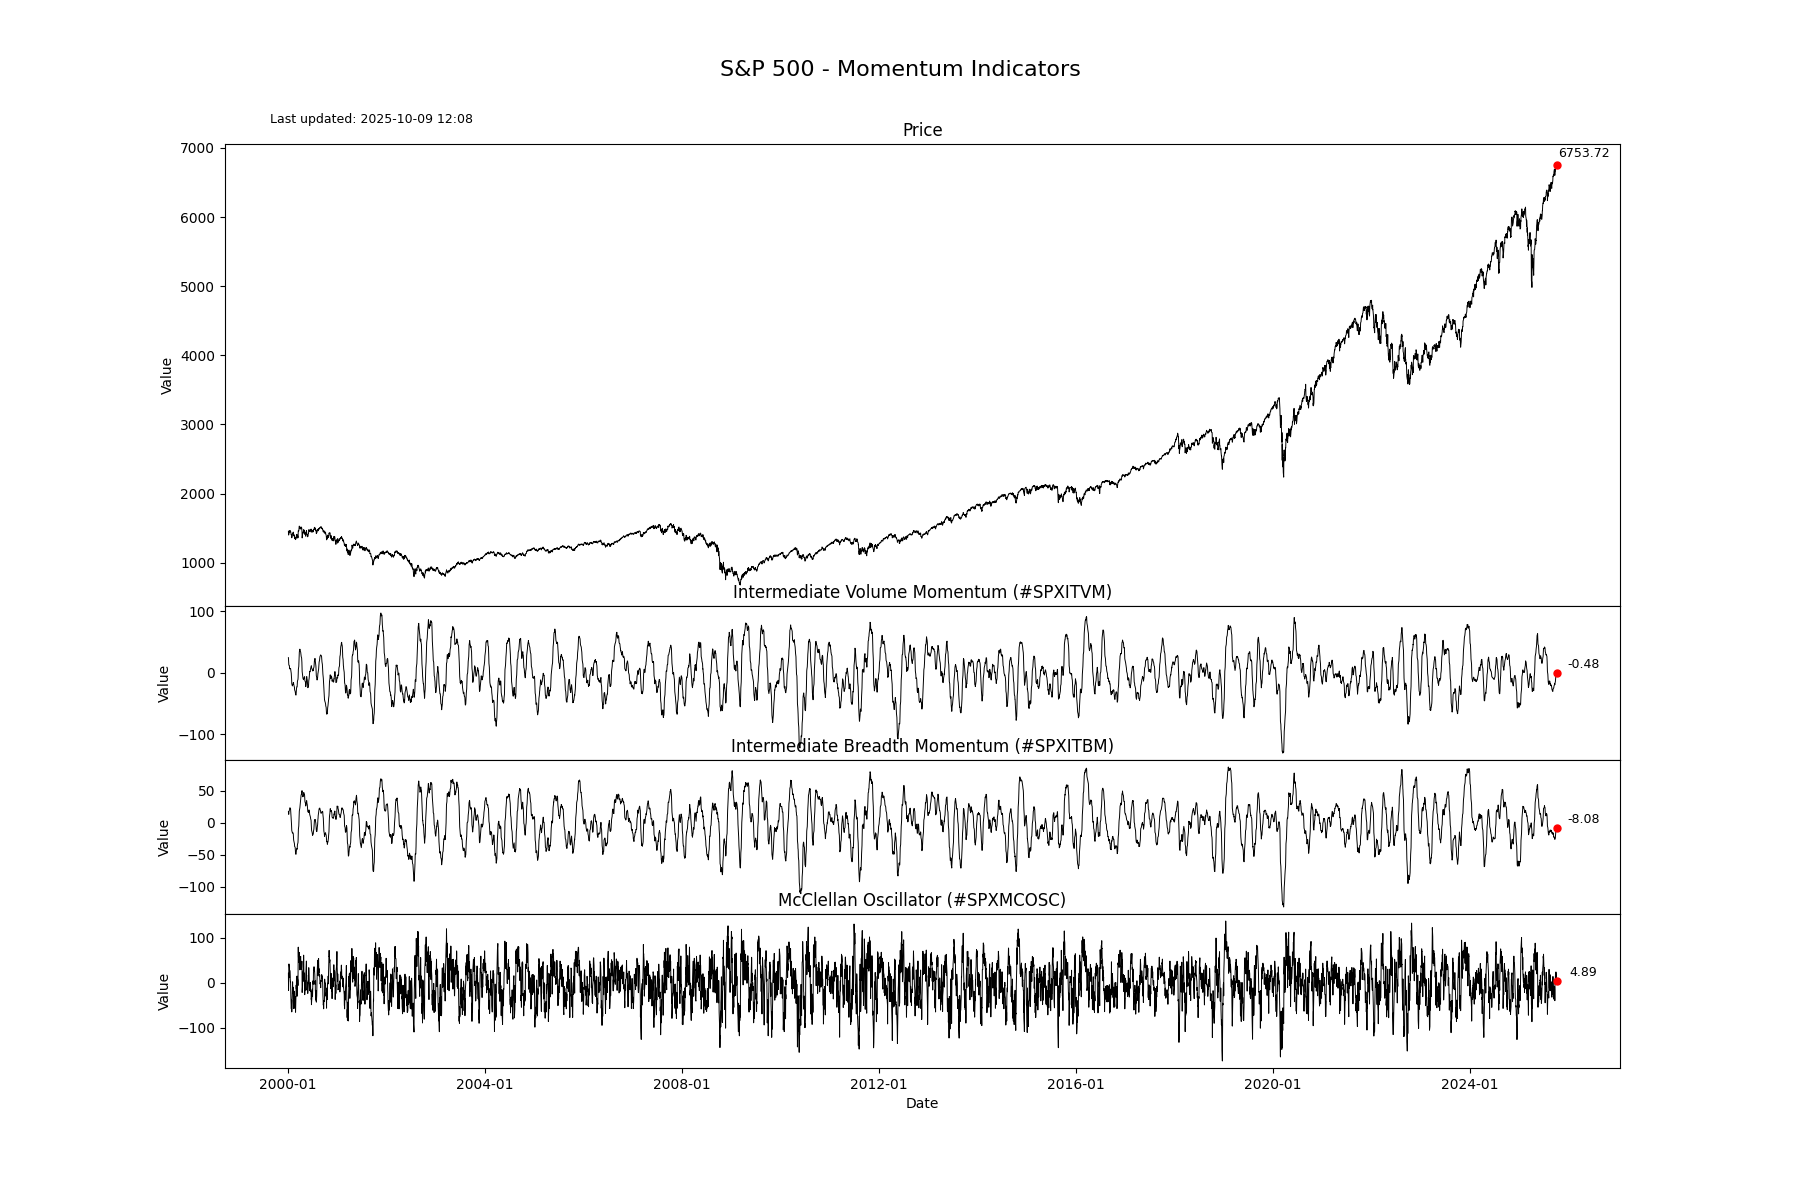 S&P 500 - Momentum Indicators
Last updated: 2025-10-09 12:08
Price
7000
6000
5000
4000
3000
2000
1000
Value
6753.72
Intermediate Volume Momentum (#SPXITVM)
100
0
−100
Value
-0.48
Intermediate Breadth Momentum (#SPXITBM)
50
0
−50
−100
Value
-8.08
McClellan Oscillator (#SPXMCOSC)
100
0
−100
Value
4.89
2000-01
2004-01
2008-01
2012-01
2016-01
2020-01
2024-01
Date